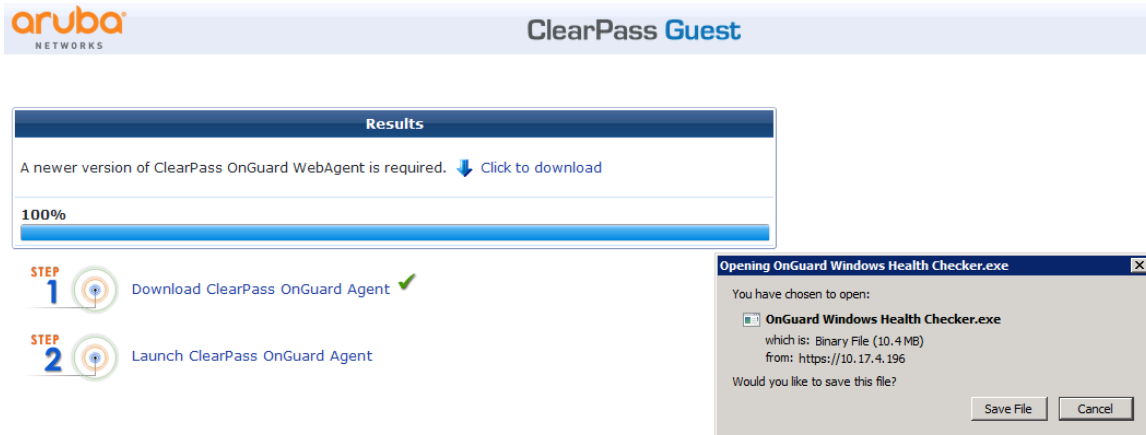 aruba
NETWORKS
ClearPass Guest
Results
A newer version of ClearPass OnGuard WebAgent is required. Click to download
100%
STEP
1
Download ClearPass OnGuard Agent
STEP
2
Launch ClearPass OnGuard Agent
Opening OnGuard Windows Health Checker.exe
You have chosen to open:
OnGuard Windows Health Checker.exe
which is: Binary File (10.4 MB)
from: https://10.17.4.196
Would you like to save this file?
Save File Cancel